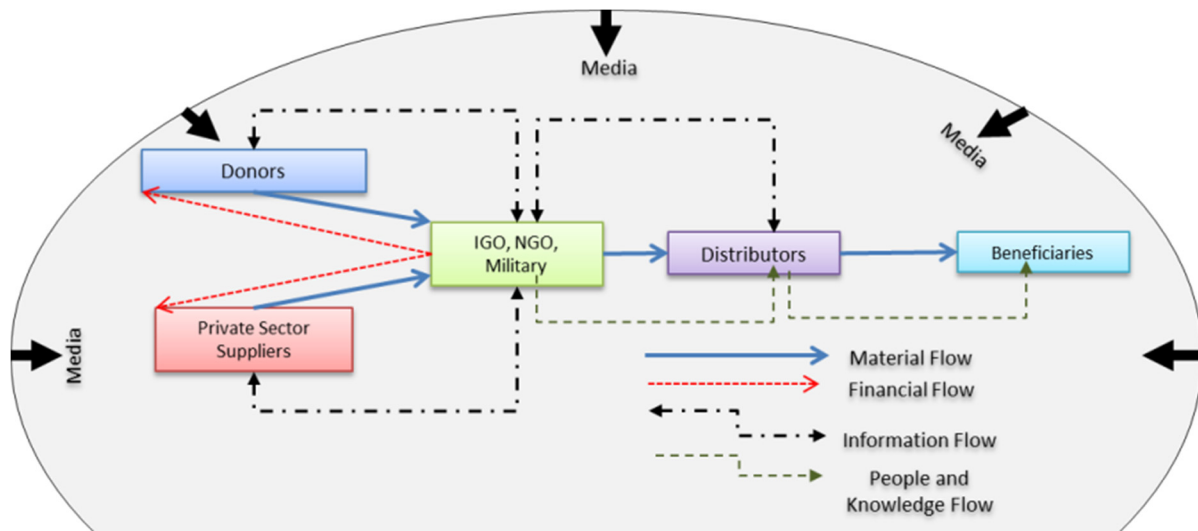 Media
Media
Donors
IGO, NGO,
Military
Distributors
Beneficiaries
Private Sector
Suppliers
Media
Material Flow
Financial Flow
Information Flow
People and
Knowledge Flow